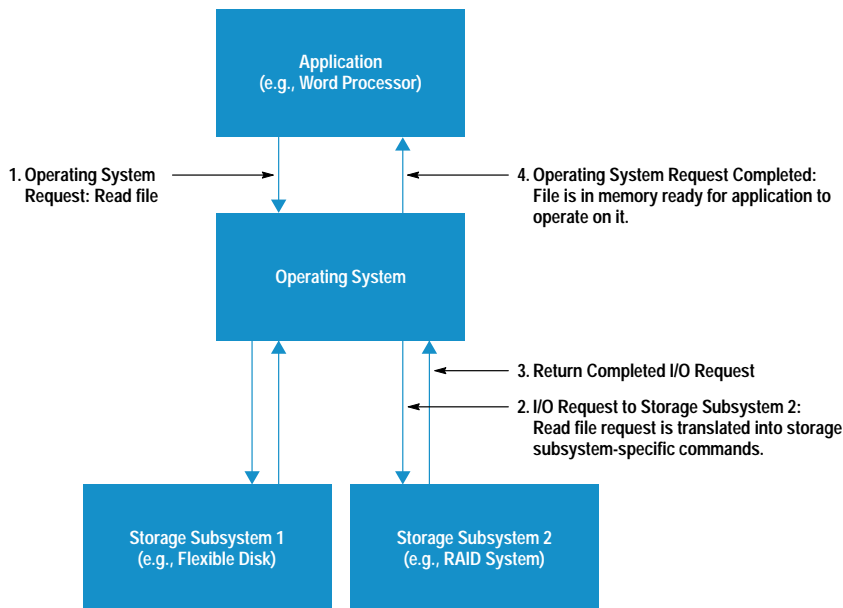 Application
(e.g., Word Processor)
1. Operating System
Request: Read file
4. Operating System Request Completed:
File is in memory ready for application to
operate on it.
Operating System
3. Return Completed I/O Request
2. I/O Request to Storage Subsystem 2:
Read file request is translated into storage
subsystem-specific commands.
Storage Subsystem 1
(e.g., Flexible Disk)
Storage Subsystem 2
(e.g., RAID System)